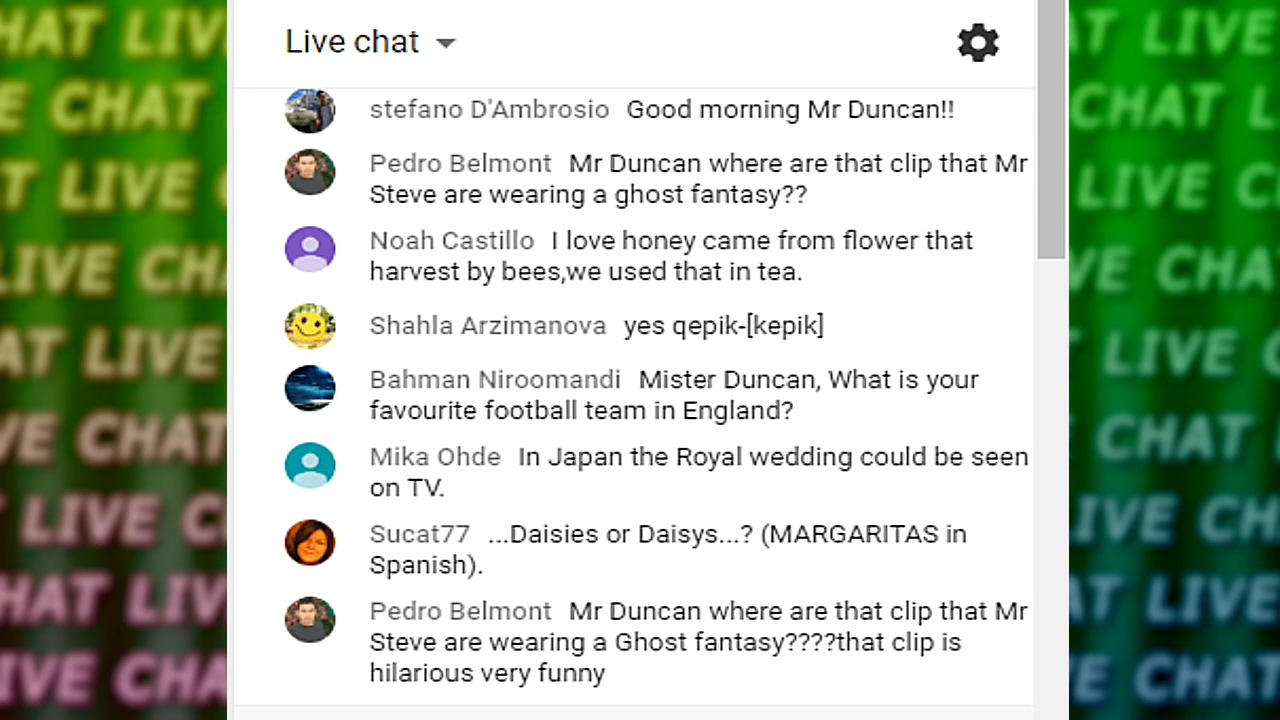 Live chat
stefano D'Ambrosio Good morning Mr Duncan!!
Pedro Belmont Mr Duncan where are that clip that Mr
Steve are wearing a ghost fantasy??
Noah Castillo I love honey came from flower that
harvest by bees,we used that in tea.
Shahla Arzimanova yes qepik-[kepik]
Bahman Niroomandi Mister Duncan, What is your
favourite football team in England?
Mika Ohde In Japan the Royal wedding could be seen
on TV.
Sucat77 ...Daisies or Daisys...? (MARGARITAS in
Spanish).
Pedro Belmont Mr Duncan where are that clip that Mr
Steve are wearing a Ghost fantasy????that clip is
hilarious very funny